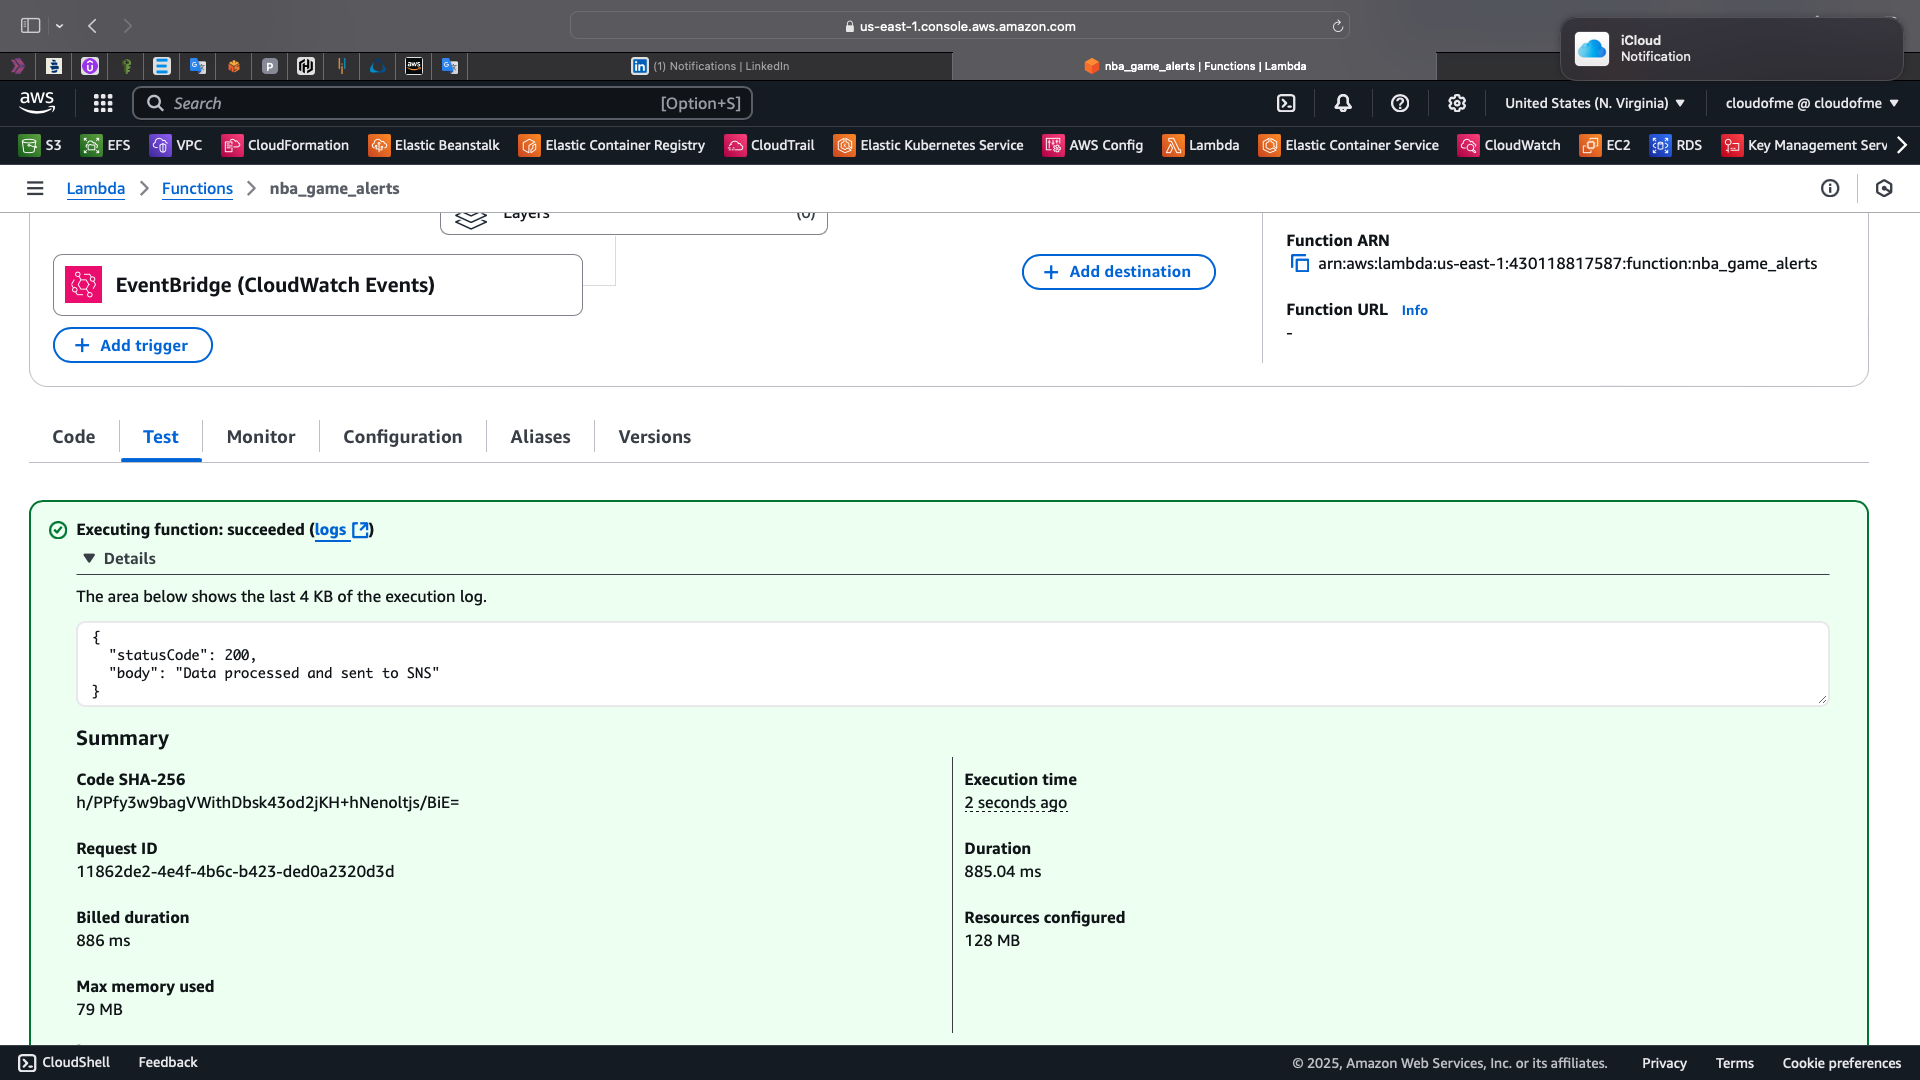 us-east-1.console.aws.amazon.com
iCloud
Notification
(1) Notifications | LinkedIn
nba_game_alerts | Functions | Lambda
aws
Search [Option+S]
United States (N. Virginia) ▼
cloudofme @ cloudofme ▼
S3 EFS VPC CloudFormation Elastic Beanstalk Elastic Container Registry CloudTrail Elastic Kubernetes Service AWS Config Lambda Elastic Container Service CloudWatch EC2 RDS Key Management Serv
Lambda > Functions > nba_game_alerts
Layers (0)
EventBridge (CloudWatch Events)
+ Add trigger
+ Add destination
Function ARN
arn:aws:lambda:us-east-1:430118817587:function:nba_game_alerts
Function URL Info
-
Code Test Monitor Configuration Aliases Versions
Executing function: succeeded (logs)
▼ Details
The area below shows the last 4 KB of the execution log.
{
"statusCode": 200,
"body": "Data processed and sent to SNS"
}
Summary
Code SHA-256
h/PPfy3w9bagVWithDbsk43od2jKH+hNenoltjs/BiE=
Execution time
2 seconds ago
Request ID
11862de2-4e4f-4b6c-b423-ded0a2320d3d
Duration
885.04 ms
Billed duration
886 ms
Resources configured
128 MB
Max memory used
79 MB
CloudShell Feedback
© 2025, Amazon Web Services, Inc. or its affiliates. Privacy Terms Cookie preferences